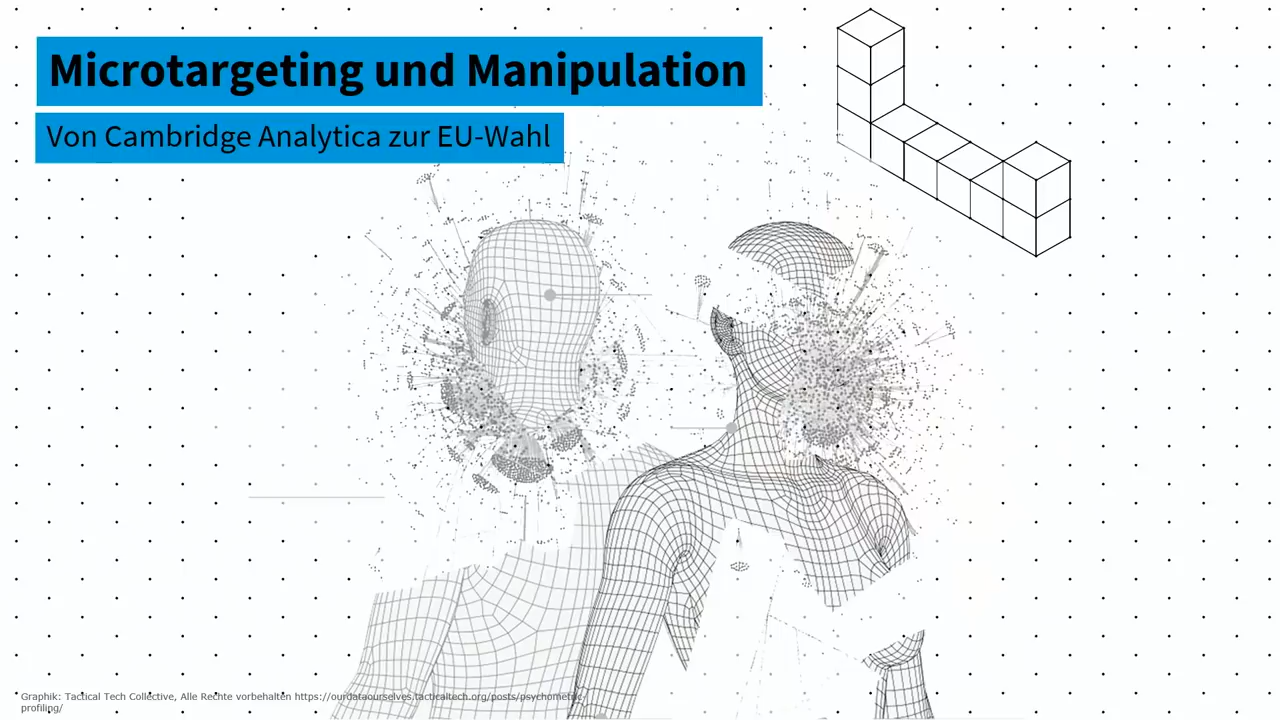 Microtargeting und Manipulation
Von Cambridge Analytica zur EU-Wahl
Graphik: Tactical Tech Collective, Alle Rechte vorbehalten https://ourdataourselves.tacticaltech.org/posts/psychometric-
profiling/